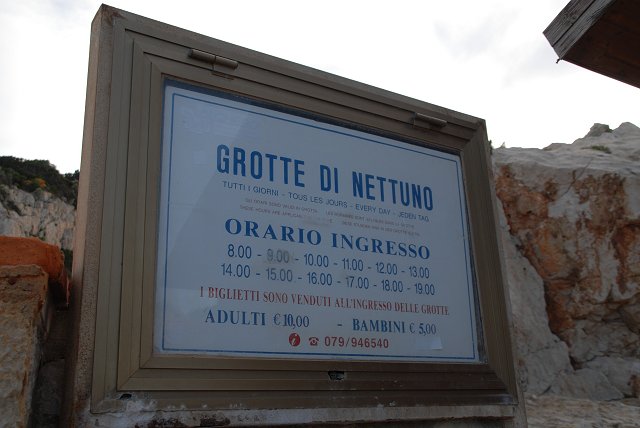 GROTTE DI NETTUNO
TUTTI I GIORNI - TOUS LES JOURS - EVERY DAY - JEDEN TAG
ORARIO INGRESSO
8.00 - 9.00 - 10.00 - 11.00 - 12.00 - 13.00
14.00 - 15.00 - 16.00 - 17.00 - 18.00 - 19.00
I BIGLIETTI SONO VENDUTI ALL'INGRESSO DELLE GROTTE
ADULTI € 10,00 - BAMBINI € 5,00
079/946540